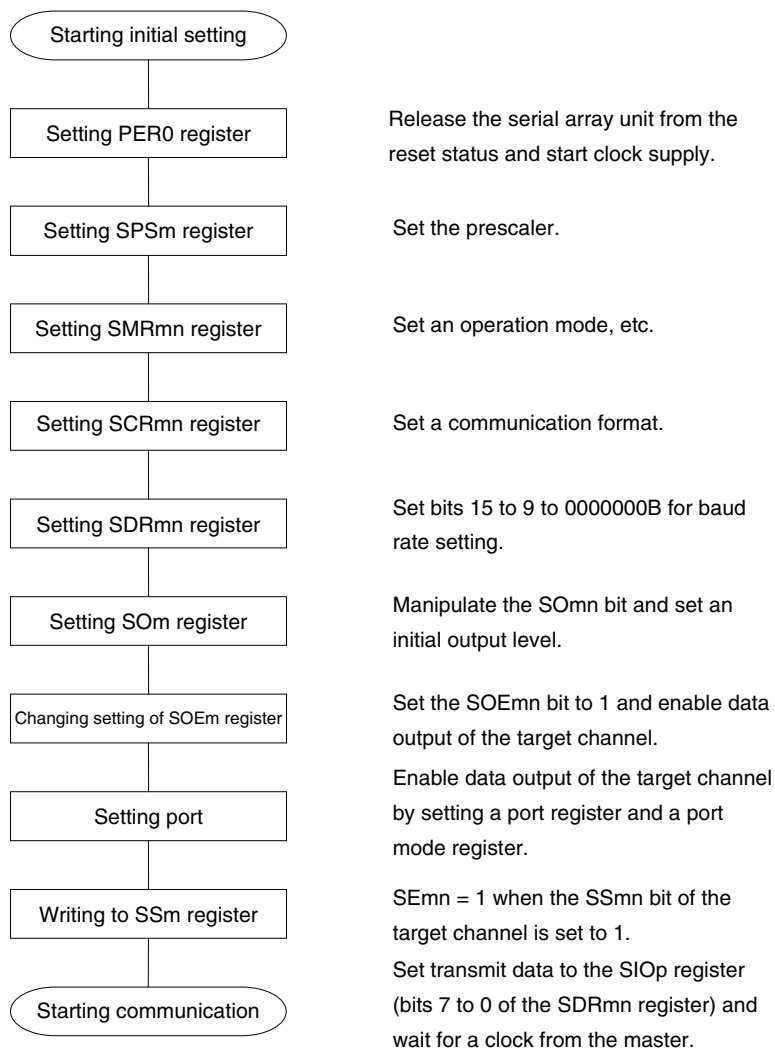 Starting initial setting
Setting PER0 register
Release the serial array unit from the
reset status and start clock supply.
Setting SPSm register
Set the prescaler.
Setting SMRmn register
Set an operation mode, etc.
Setting SCRmn register
Set a communication format.
Setting SDRmn register
Set bits 15 to 9 to 0000000B for baud
rate setting.
Setting SOm register
Manipulate the SOmn bit and set an
initial output level.
Changing setting of SOEm register
Set the SOEmn bit to 1 and enable data
output of the target channel.
Setting port
Enable data output of the target channel
by setting a port register and a port
mode register.
Writing to SSm register
SEmn = 1 when the SSmn bit of the
target channel is set to 1.
Starting communication
Set transmit data to the SIOp register
(bits 7 to 0 of the SDRmn register) and
wait for a clock from the master.